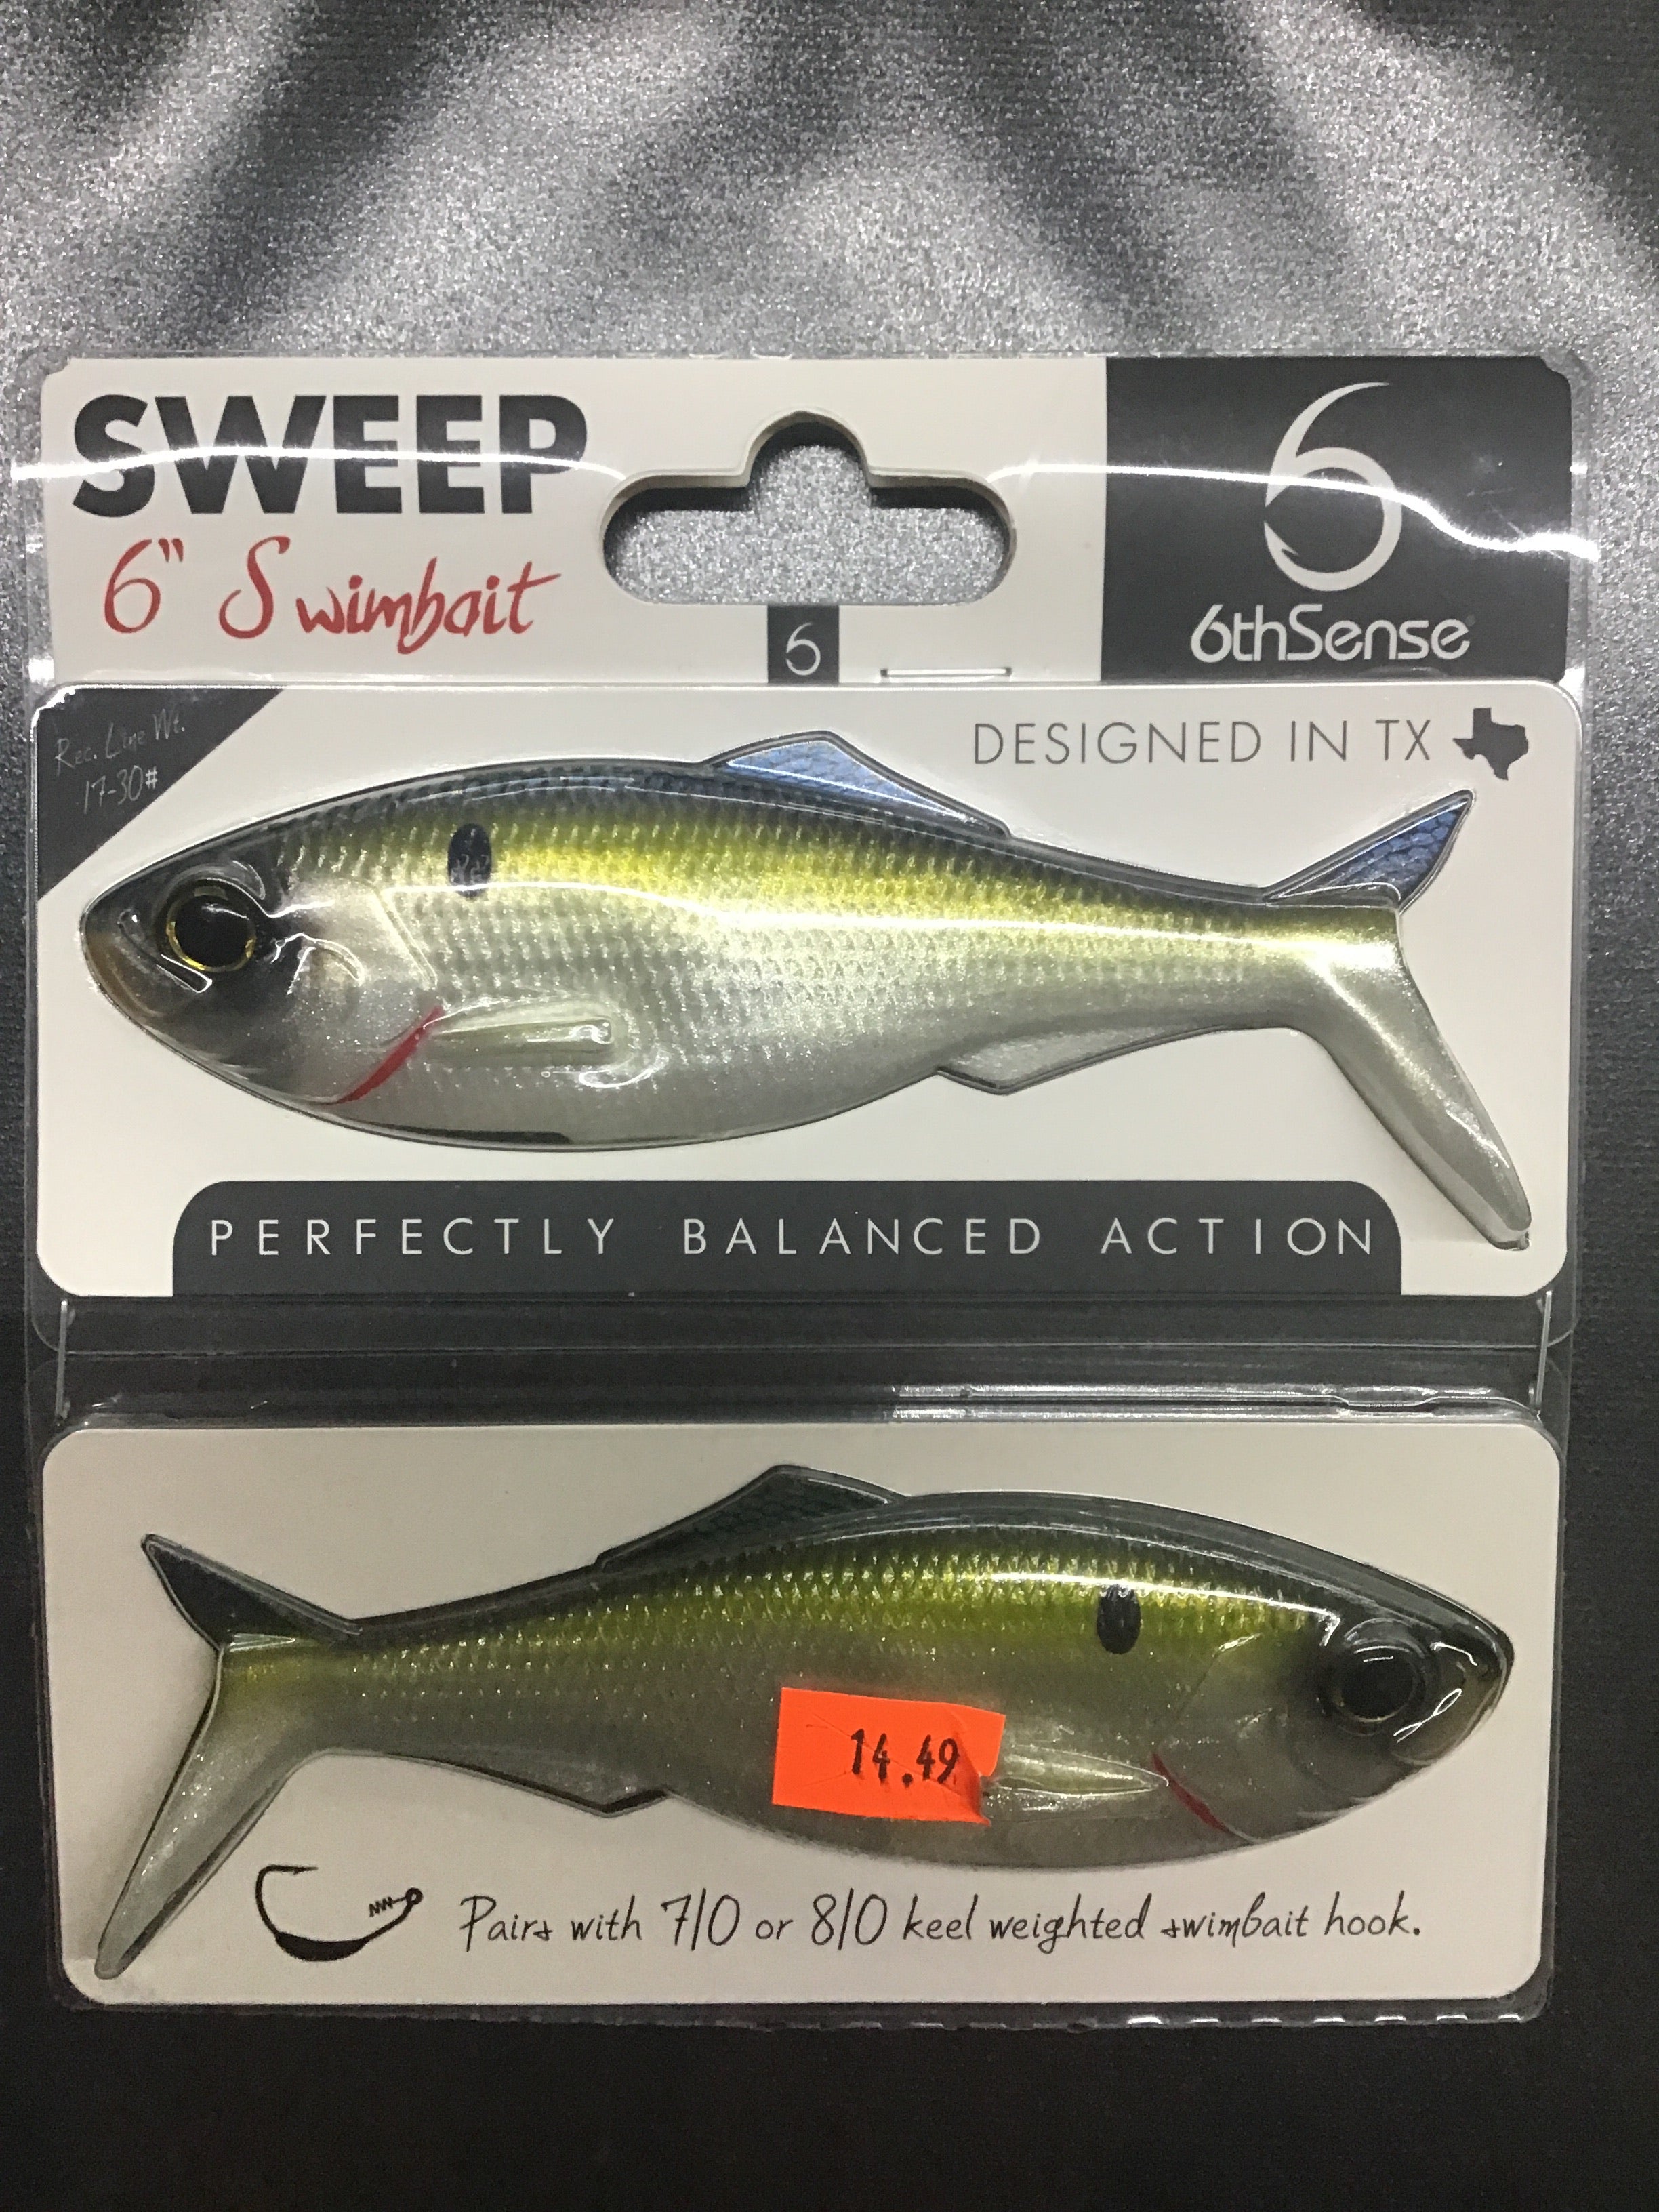 SWEEP
6" Swimbait
6
6thSense
6
Rec. Line Wt.
17-30#
DESIGNED IN TX
PERFECTLY BALANCED ACTION
14.49
Pairs with 7/0 or 8/0 keel weighted swimbait hook.